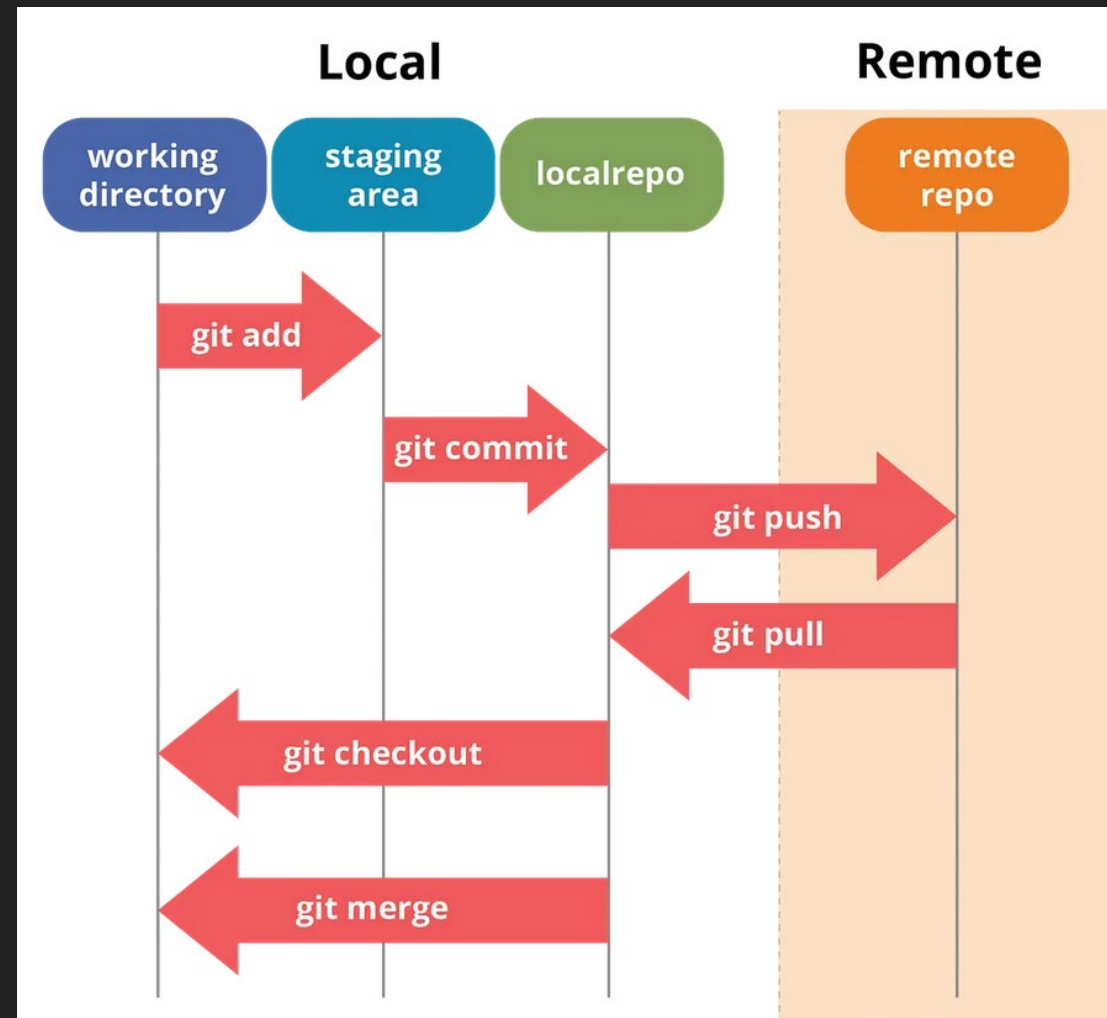 Local
Remote
working
directory
staging
area
localrepo
remote
repo
git add
git commit
git push
git pull
git checkout
git merge